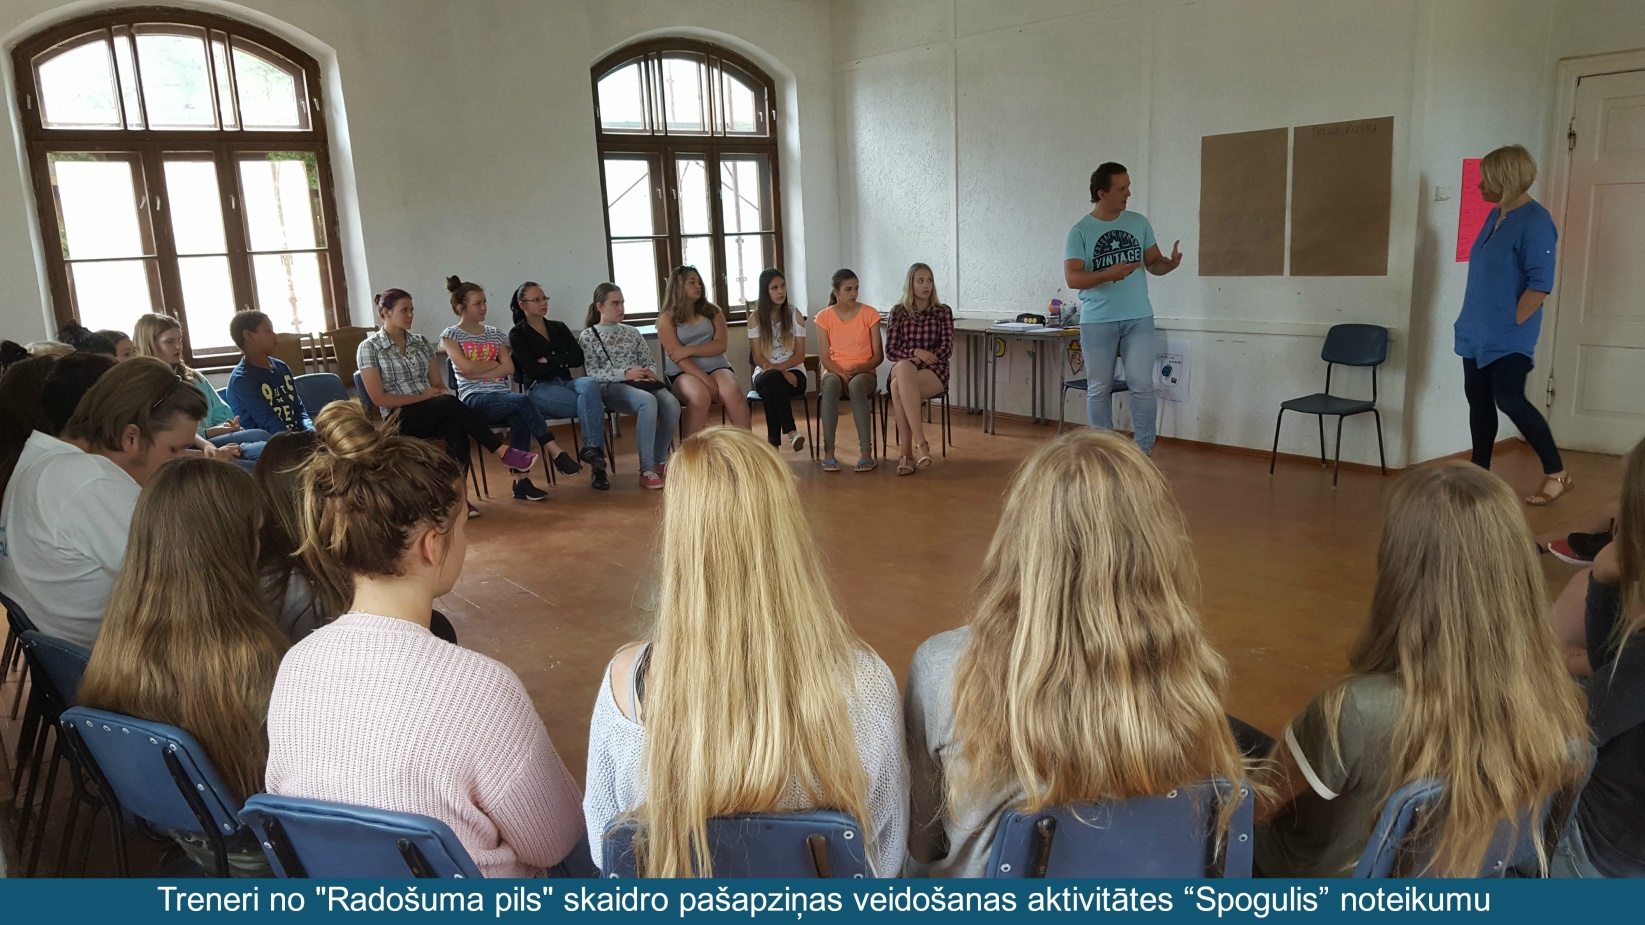 VINTAGE
Treneri no "Radošuma pils" skaidro pašapziņas veidošanas aktivitātes “Spogulis” noteikumu